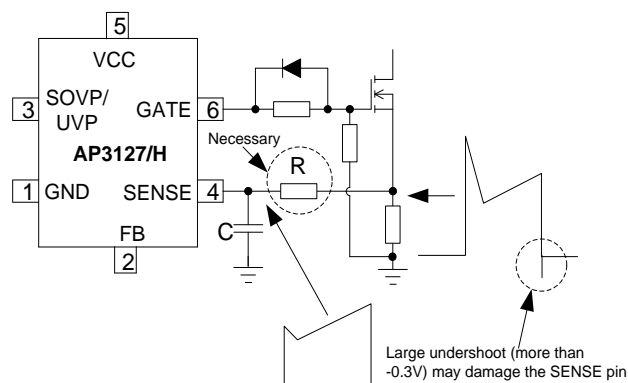 5
VCC
3
SOVP/
UVP
GATE
6
AP3127/H
Necessary
R
1
GND
SENSE
4
C
FB
2
Large undershoot (more than
-0.3V) may damage the SENSE pin